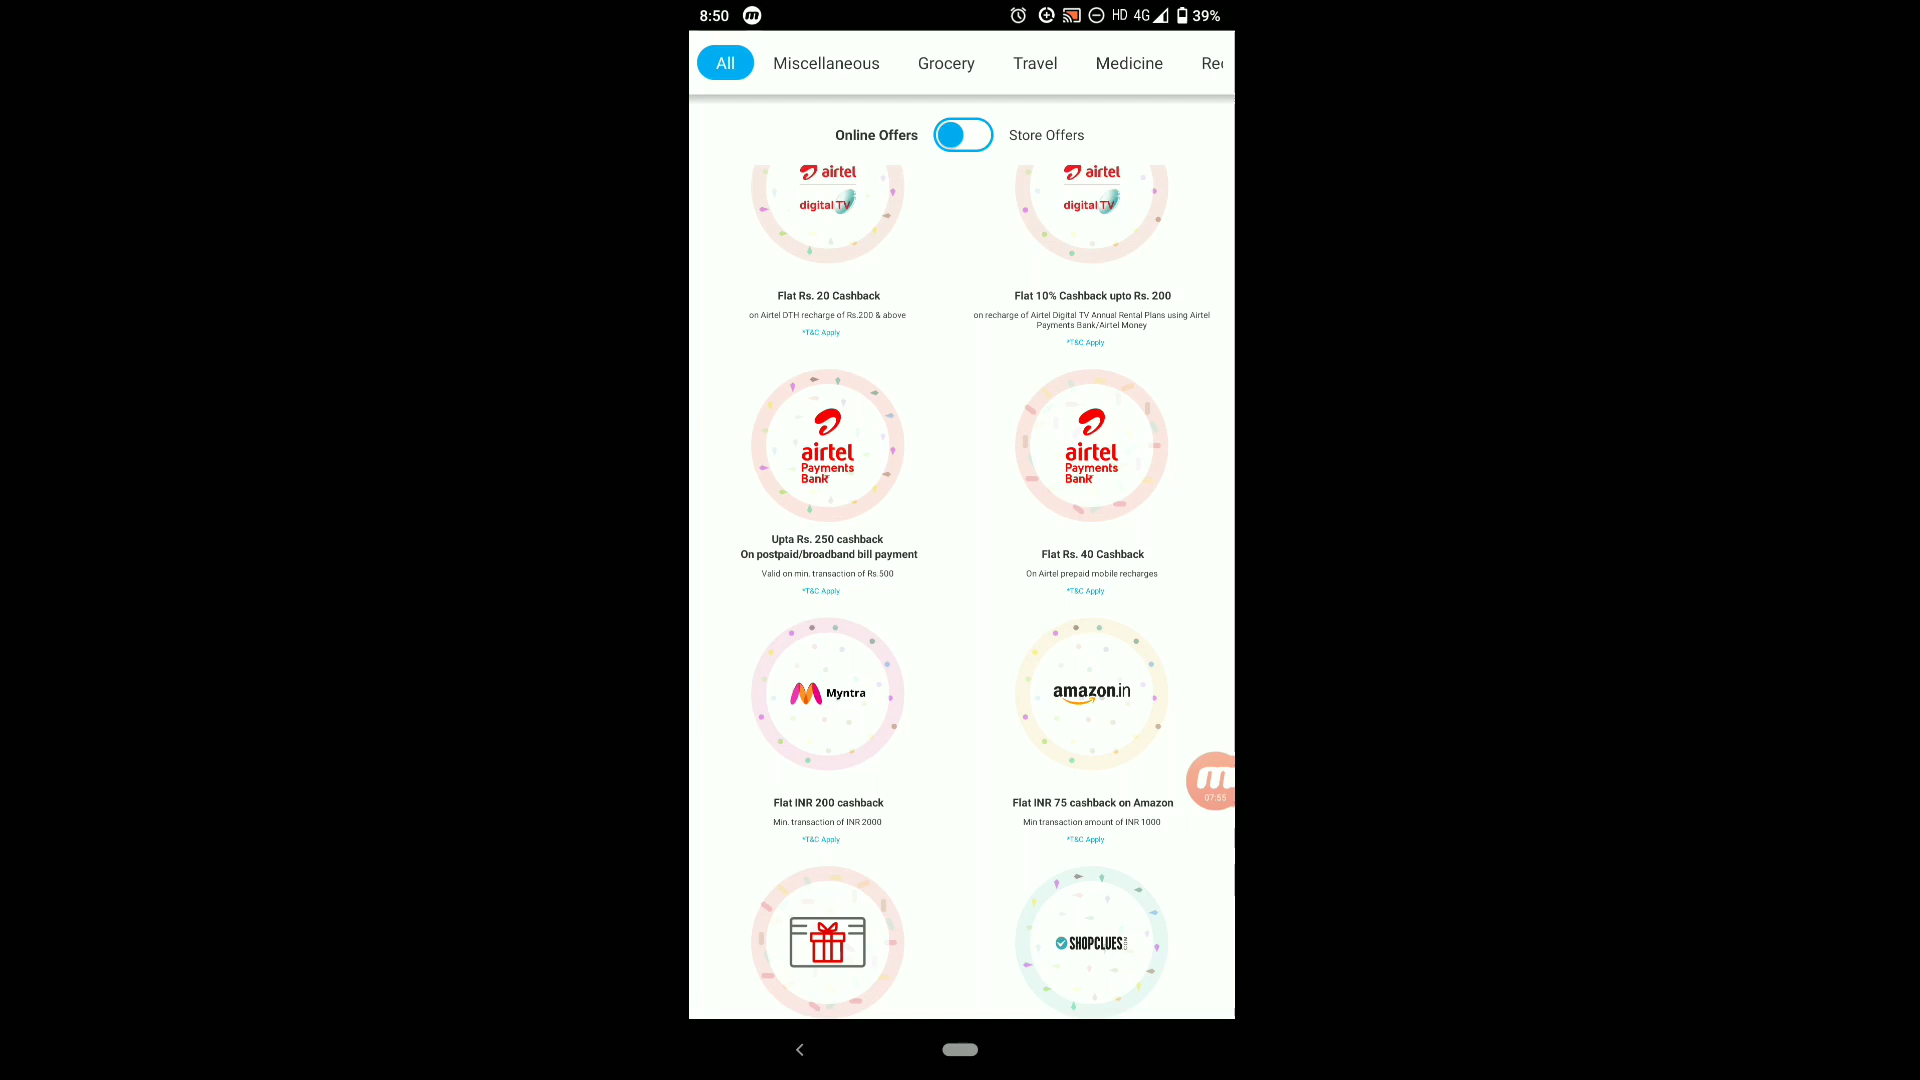 8:50
HD 4G 39%
All Miscellaneous Grocery Travel Medicine
Online Offers Store Offers
airtel
digital TV
airtel
digital TV
Flat Rs. 20 Cashback
on Airtel DTH recharge of Rs.200 & above
*T&C Apply
Flat 10% Cashback upto Rs. 200
on recharge of Airtel Digital TV Annual Rental Plans using Airtel
Payments Bank/Airtel Money
*T&C Apply
airtel
Payments
Bank
airtel
Payments
Bank
Upta Rs. 250 cashback
On postpaid/broadband bill payment
Valid on min. transaction of Rs.500
*T&C Apply
Flat Rs. 40 Cashback
On Airtel prepaid mobile recharges
*T&C Apply
Myntra
amazon.in
07:55
Flat INR 200 cashback
Min. transaction of INR 2000
*T&C Apply
Flat INR 75 cashback on Amazon
Min transaction amount of INR 1000
*T&C Apply
SHOPCLUES.COM